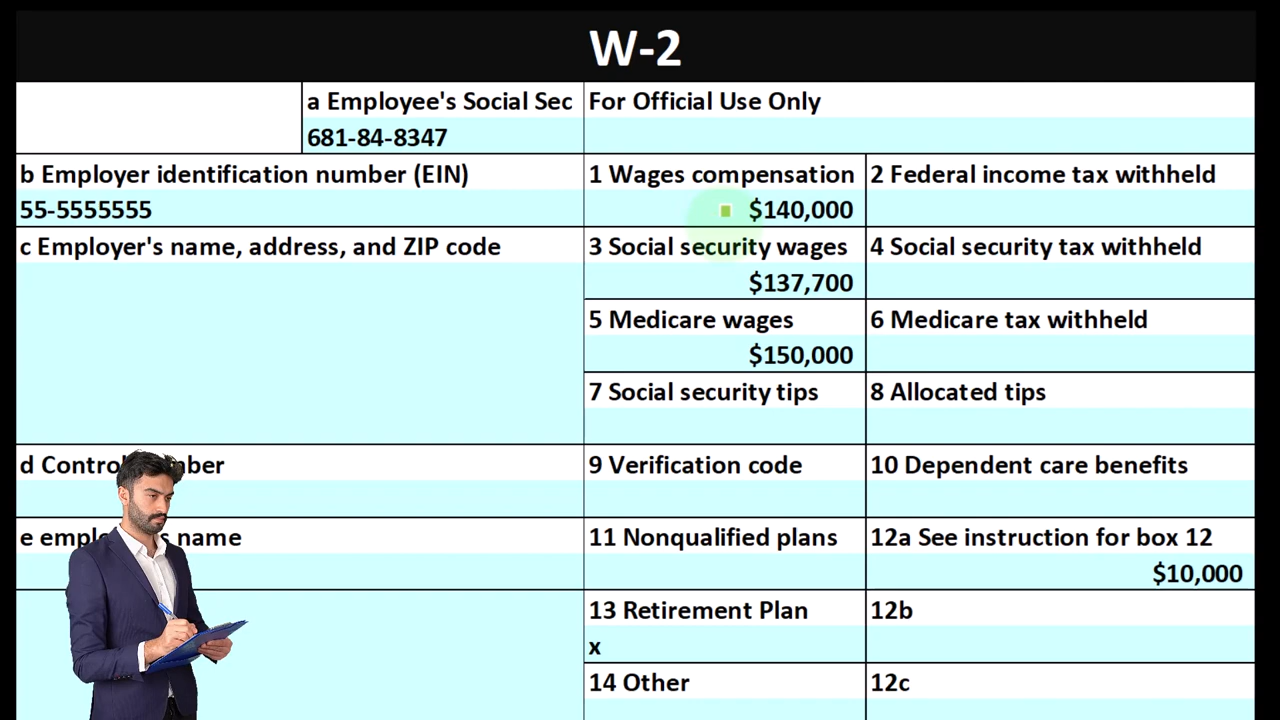 W-2
a Employee's Social Sec
For Official Use Only
681-84-8347
b Employer identification number (EIN)
1 Wages compensation
2 Federal income tax withheld
55-5555555
$140,000
c Employer's name, address, and ZIP code
3 Social security wages
4 Social security tax withheld
$137,700
5 Medicare wages
6 Medicare tax withheld
$150,000
7 Social security tips
8 Allocated tips
d Control number
9 Verification code
10 Dependent care benefits
e name
11 Nonqualified plans
12a See instruction for box 12
$10,000
13 Retirement Plan
12b
x
14 Other
12c